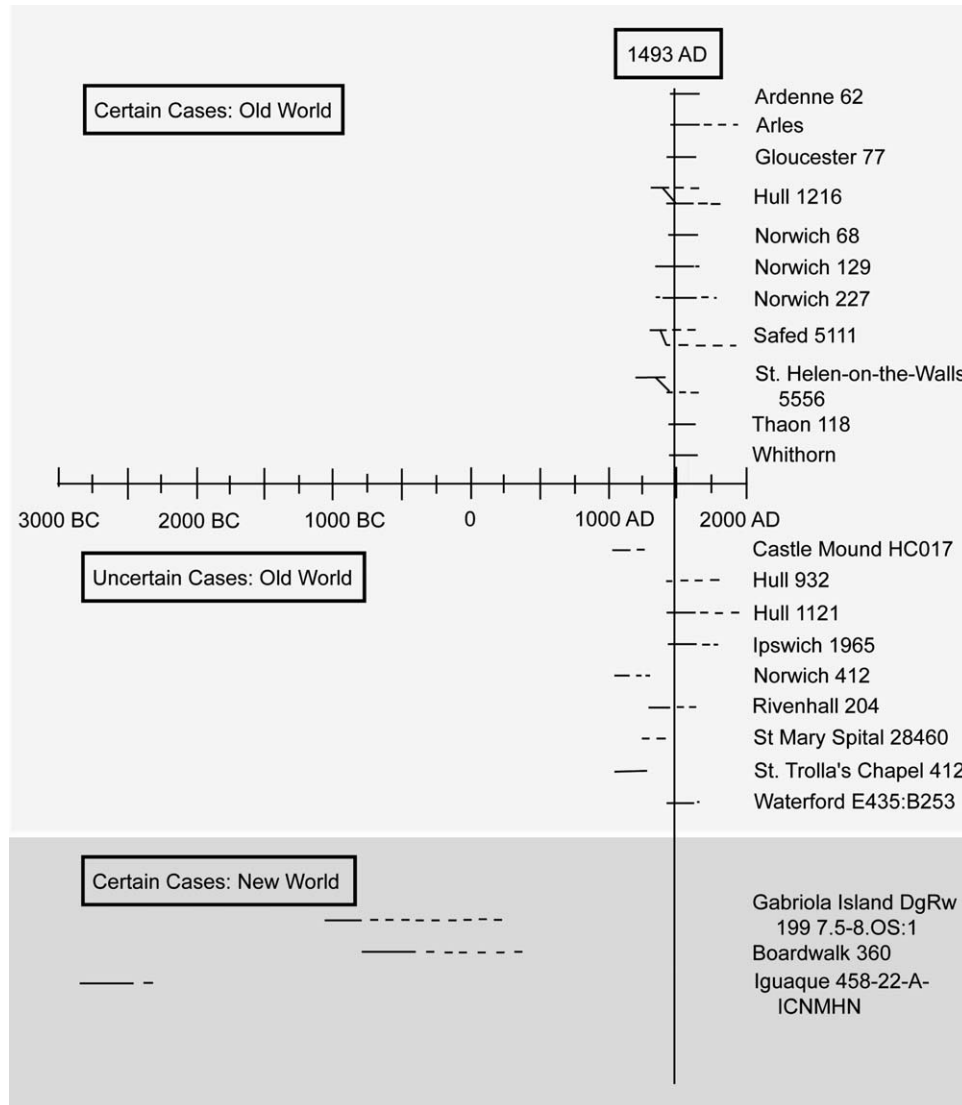 1493 AD
Certain Cases: Old World
Ardenne 62
Arles
Gloucester 77
Hull 1216
Norwich 68
Norwich 129
Norwich 227
Safed 5111
St. Helen-on-the-Walls
5556
Thaon 118
Whithorn
3000 BC 2000 BC 1000 BC 0 1000 AD 2000 AD
Uncertain Cases: Old World
Castle Mound HC017
Hull 932
Hull 1121
Ipswich 1965
Norwich 412
Rivenhall 204
St Mary Spital 28460
St. Trolla's Chapel 412
Waterford E435:B253
Certain Cases: New World
Gabriola Island DgRw
199 7.5-8.OS:1
Boardwalk 360
Iguaque 458-22-A-
ICNMHN